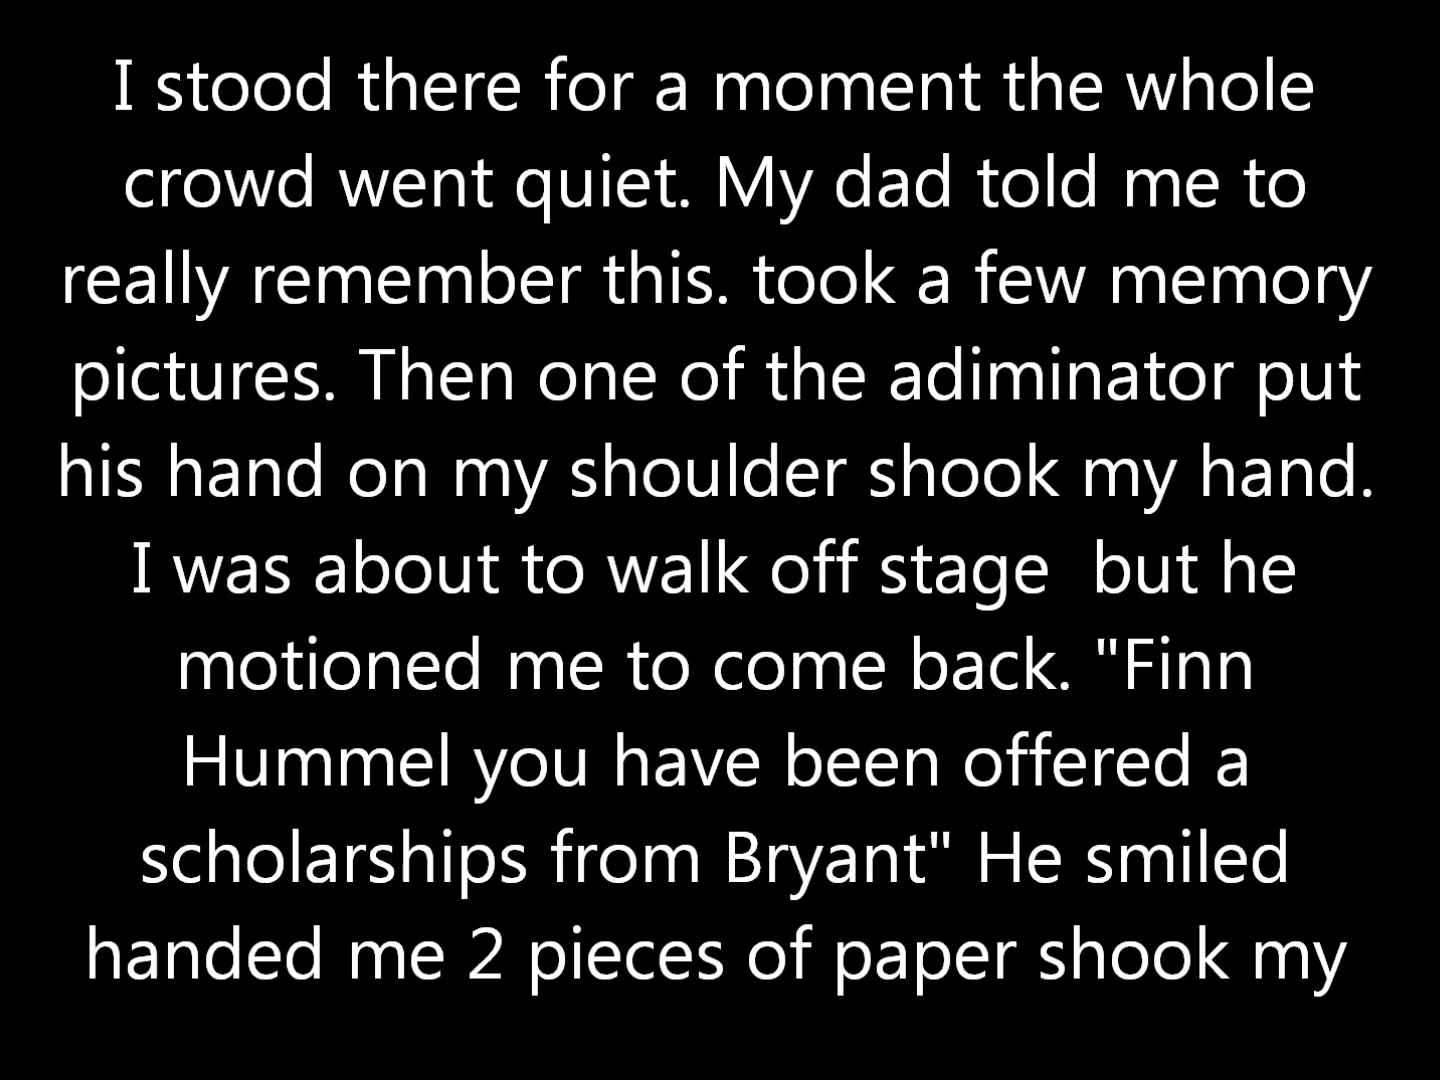 I stood there for a moment the whole
crowd went quiet. My dad told me to
really remember this. took a few memory
pictures. Then one of the adiminator put
his hand on my shoulder shook my hand.
I was about to walk off stage  but he
motioned me to come back. "Finn
Hummel you have been offered a
scholarships from Bryant" He smiled
handed me 2 pieces of paper shook my